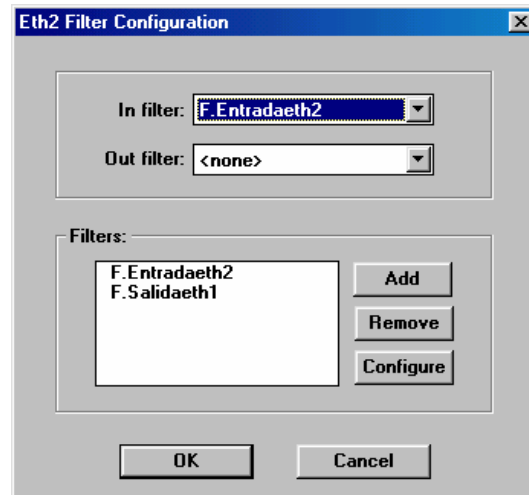 Eth2 Filter Configuration
In filter: F.Entradaeth2
Out filter: <none>
Filters:
F.Entradaeth2
F.Salidaeth1
Add
Remove
Configure
OK
Cancel